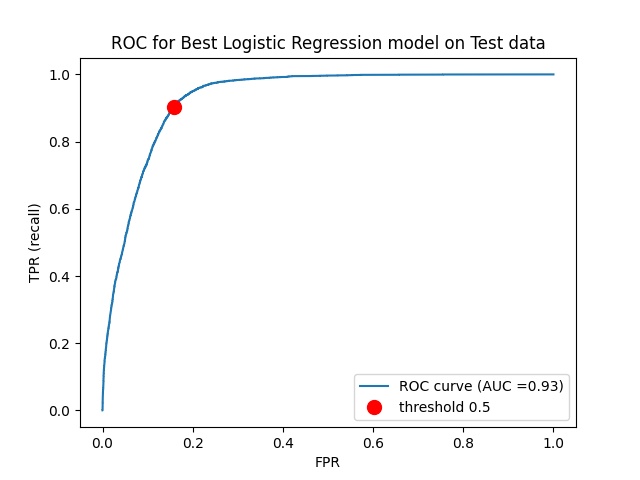 ROC for Best Logistic Regression model on Test data
1.0
0.8
0.6
0.4
0.2
0.0
TPR (recall)
ROC curve (AUC =0.93)
threshold 0.5
0.0 0.2 0.4 0.6 0.8 1.0
FPR